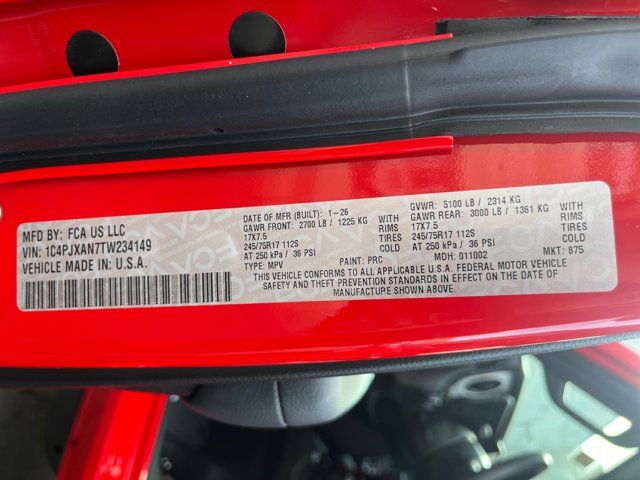 MFD BY: FCA US LLC
VIN: 1C4PJXAN7TW234149
VEHICLE MADE IN: U.S.A.
DATE OF MFR (BUILT): 1-26
GVWR: 5100 LB / 2314 KG
GAWR FRONT: 2700 LB / 1225 KG WITH
GAWR REAR: 3000 LB / 1361 KG WITH
17X7.5 RIMS
17X7.5 RIMS
245/75R17 112S TIRES
245/75R17 112S TIRES
AT 250 kPa / 36 PSI COLD
AT 250 kPa / 36 PSI COLD
TYPE: MPV PAINT: PRC MDH: 011002 MKT: 875
THIS VEHICLE CONFORMS TO ALL APPLICABLE U.S.A. FEDERAL MOTOR VEHICLE
SAFETY AND THEFT PREVENTION STANDARDS IN EFFECT ON THE DATE OF
MANUFACTURE SHOWN ABOVE.